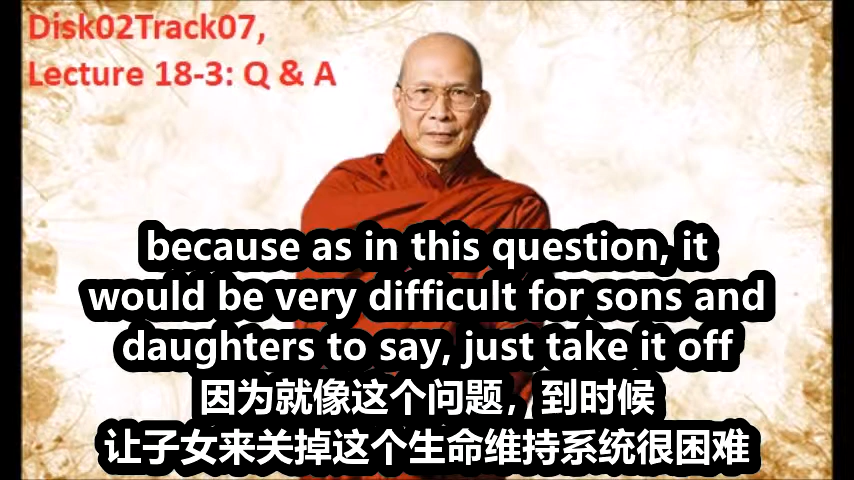 Disk02Track07,
Lecture 18-3: Q & A
because as in this question, it
would be very difficult for sons and
daughters to say, just take it off
因为就像这个问题，到时候
让子女来关掉这个生命维持系统很困难